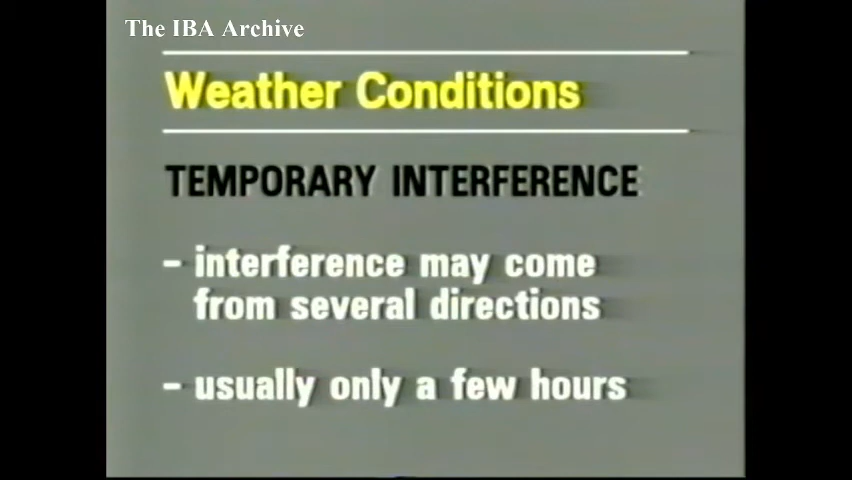 The IBA Archive
Weather Conditions
TEMPORARY INTERFERENCE
- interference may come
from several directions
- usually only a few hours